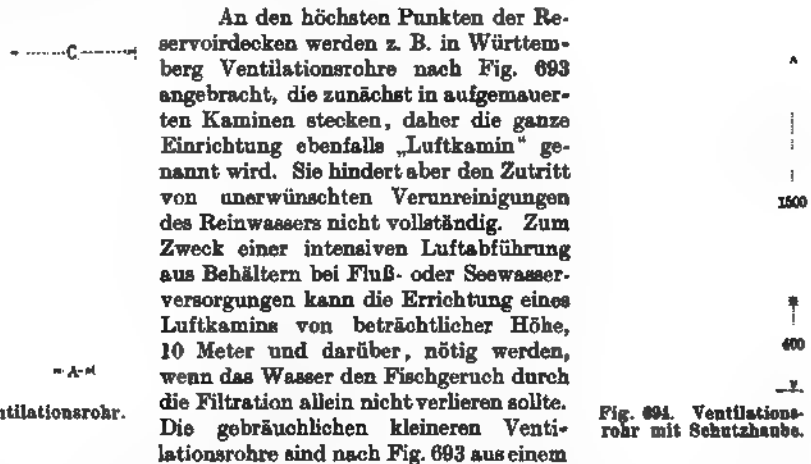 C
ntilationsrohr.
A
An den höchsten Punkten der Re-
servoirdecken werden z. B. in Württem-
berg Ventilationsrohre nach Fig. 693
angebracht, die zunächst in aufgemauer-
ten Kaminen stecken, daher die ganze
Einrichtung ebenfalls „Luftkamin“ ge-
nannt wird. Sie hindert aber den Zutritt
von unerwünschten Verunreinigungen
des Reinwassers nicht vollständig. Zum
Zweck einer intensiven Luftabführung
aus Behältern bei Fluß- oder Seewasser-
versorgungen kann die Errichtung eines
Luftkamins von beträchtlicher Höhe,
10 Meter und darüber, nötig werden,
wenn das Wasser den Fischgeruch durch
die Filtration allein nicht verlieren sollte.
Die gebräuchlichen kleineren Venti-
lationsrohre sind nach Fig. 693 aus einem
1500
400
Fig. 694. Ventilations-
rohr mit Schutzhaube.